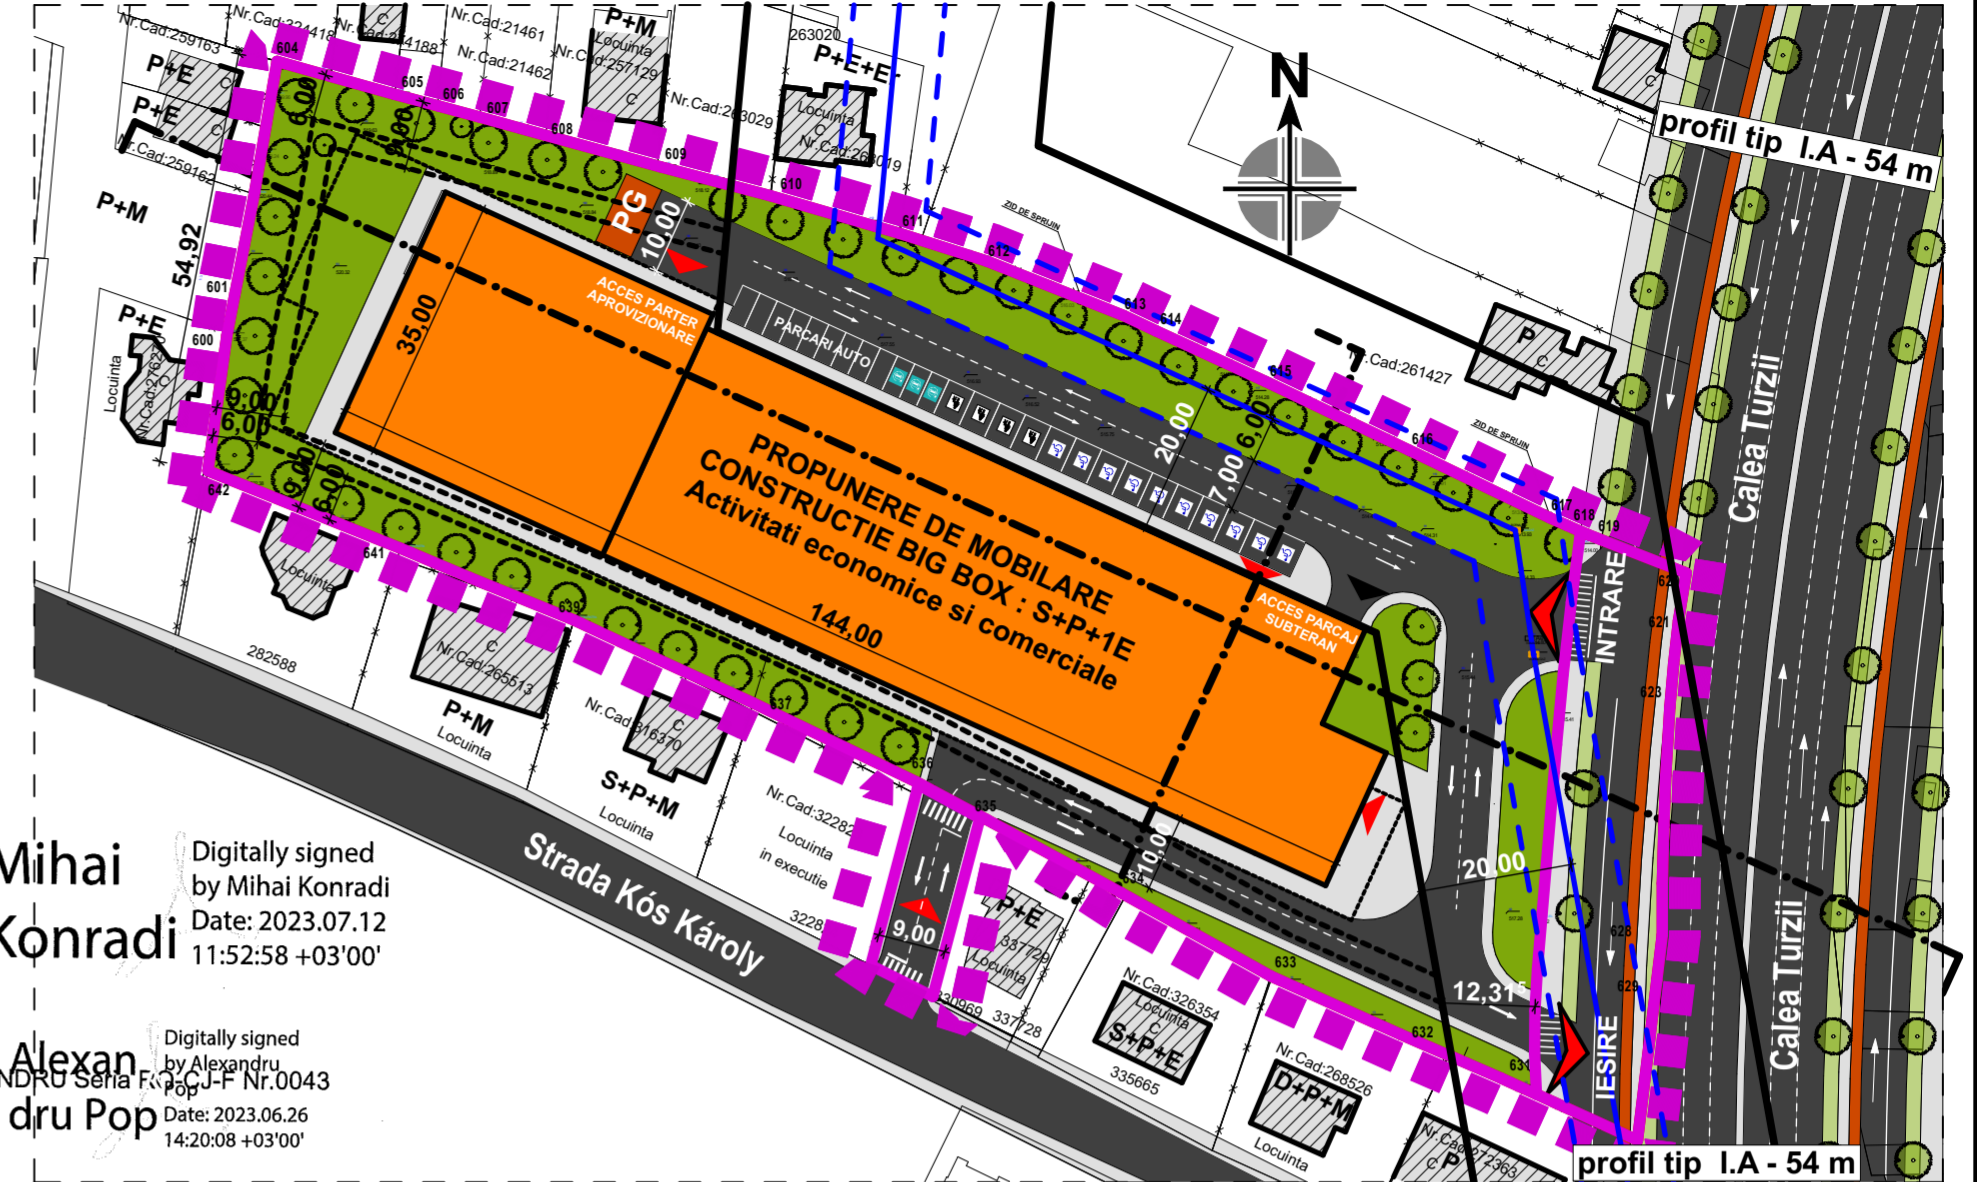 Nr.Cad:259163
P+E
P+E
Nr.Cad:259162
P+M
54,92
P+E
Locuinta
C
604
605
606
607
608
609
610
611
612
613
614
615
616
617
618
619
621
623
628
629
631
632
633
634
635
636
637
639
641
642
600
601
Nr.Cad:21461
Nr.Cad:21462
P+M
Locuinta
Nr.Cad:257129
C
Nr.Cad:263029
263020
P+E+E
Locuinta
C
Nr.Cad:263019
N
ZID DE SPRIJIN
ZID DE SPRIJIN
Nr.Cad:261427
P
C
C
profil tip I.A - 54 m
Calea Turzii
Calea Turzii
6,00
9,00
PG
10,00
ACCES PARTER
APROVIZIONARE
35,00
PARCARI AUTO
20,00
6,00
7,00
9,00
6,00
9,00
6,00
PROPUNERE DE MOBILARE
CONSTRUCTIE BIG BOX : S+P+1E
Activitati economice si comerciale
144,00
ACCES PARCAJ
SUBTERAN
INTRARE
IESIRE
20,00
12,31⁵
10,00
9,00
Locuinta
282588
C
Nr.Cad:265513
P+M
Locuinta
C
Nr.Cad:316370
S+P+M
Locuinta
Locuinta
in executie
P+E
337729
Locuinta
337728
Nr.Cad:326354
Locuinta
C
S+P+E
335665
Nr.Cad:268526
D+P+M
Locuinta
Nr.Cad:272363
C P
Strada Kós Károly
profil tip I.A - 54 m
Mihai
Konradi
Digitally signed
by Mihai Konradi
Date: 2023.07.12
11:52:58 +03'00'
Alexan
dru Pop
Digitally signed
by Alexandru
Pop
Date: 2023.06.26
14:20:08 +03'00'